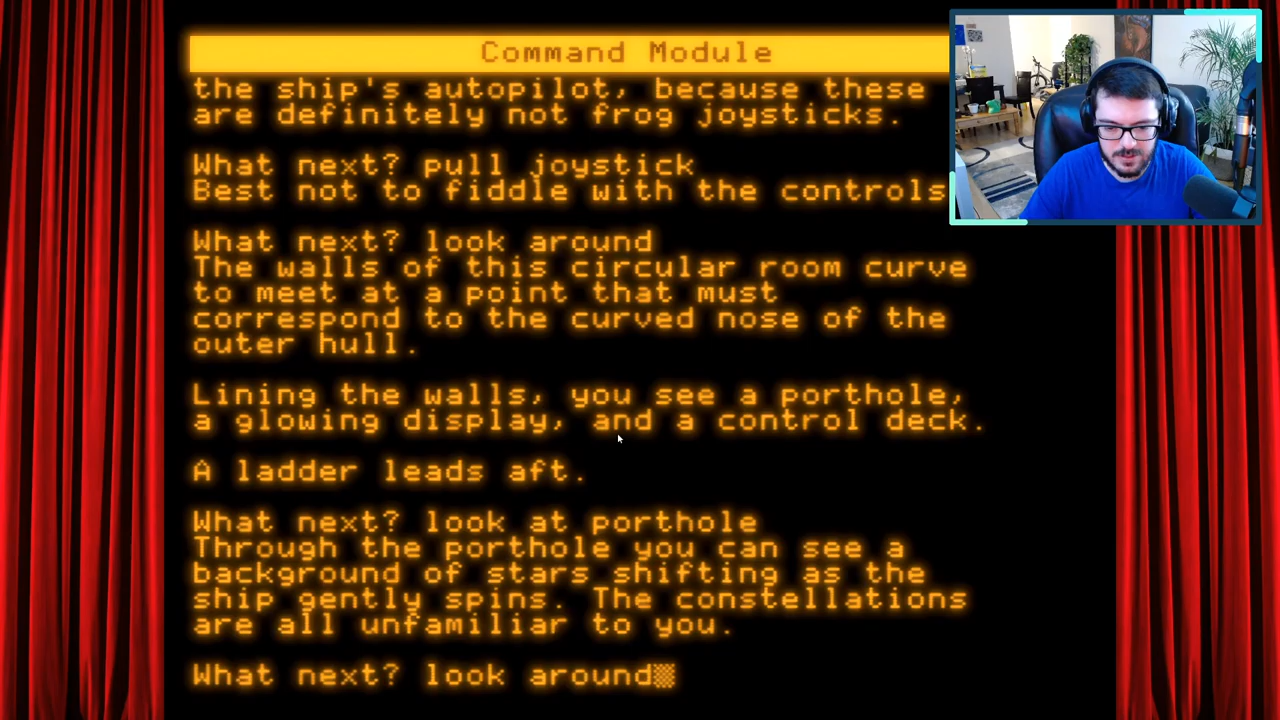 Command Module
the ship's autopilot, because these
are definitely not frog joysticks.
What next? pull joystick
Best not to fiddle with the controls
What next? look around
The walls of this circular room curve
to meet at a point that must
correspond to the curved nose of the
outer hull.
Lining the walls, you see a porthole,
a glowing display, and a control deck.
A ladder leads aft.
What next? look at porthole
Through the porthole you can see a
background of stars shifting as the
ship gently spins. The constellations
are all unfamiliar to you.
What next? look around